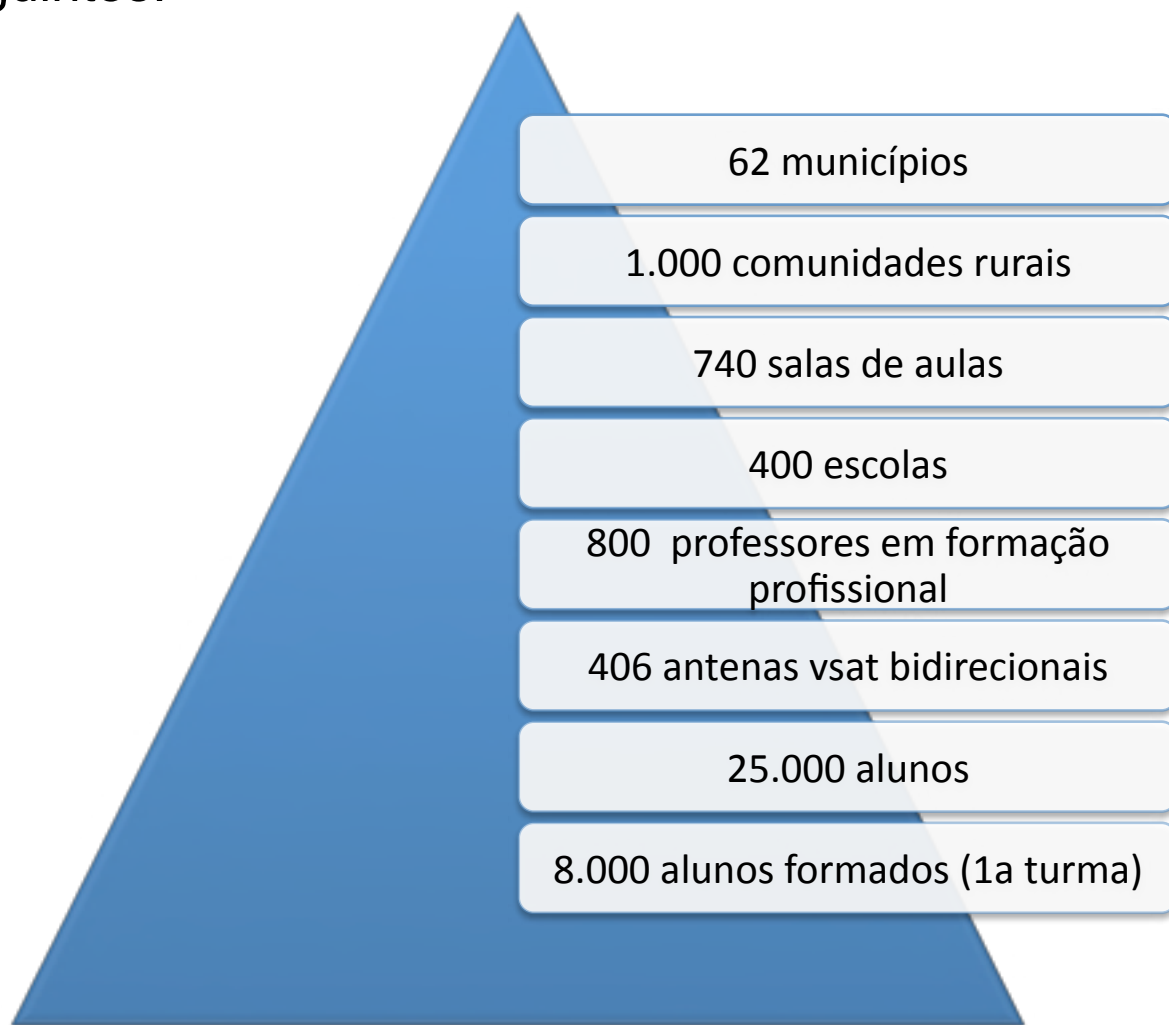 62 municípios
1.000 comunidades rurais
740 salas de aulas
400 escolas
800 professores em formação
profissional
406 antenas vsat bidirecionais
25.000 alunos
8.000 alunos formados (1a turma)